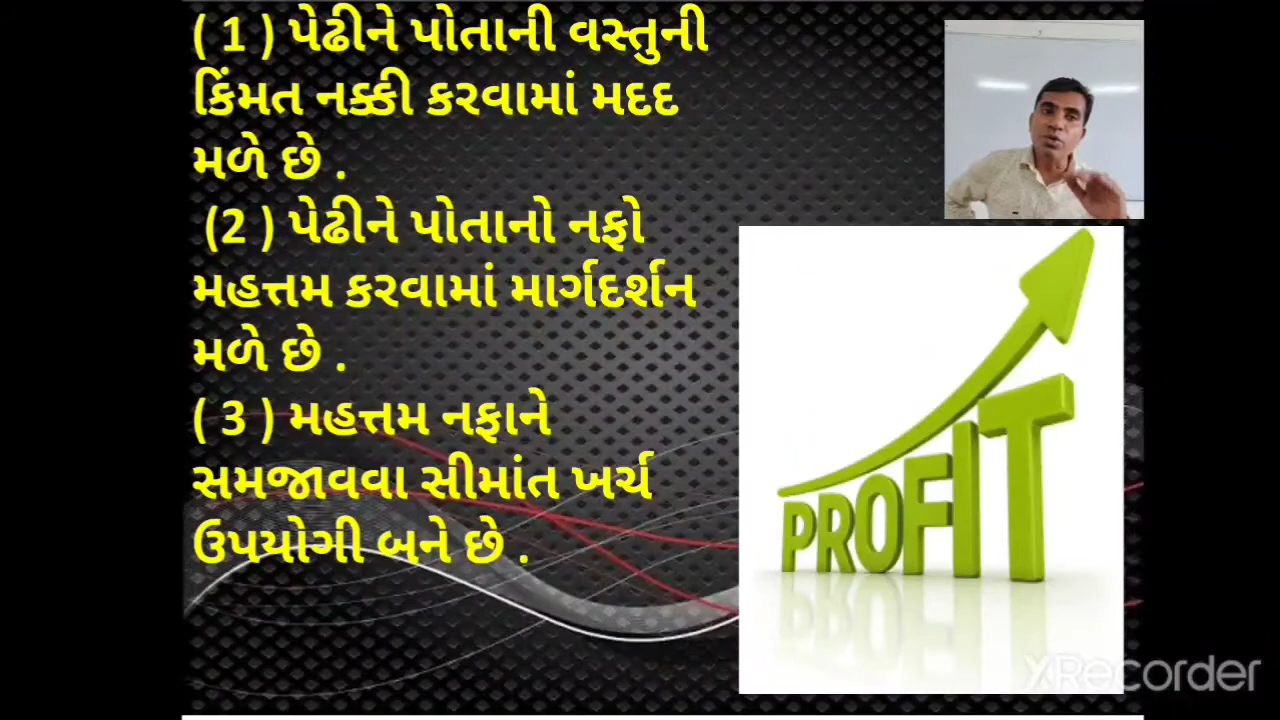 ( 1 ) પેઢીને પોતાની વસ્તુની
કિંમત નક્કી કરવામાં મદદ
મળે છે .
(2 ) પેઢીને પોતાનો નફો
મહત્તમ કરવામાં માર્ગદર્શન
મળે છે .
( 3 ) મહત્તમ નફાને
સમજાવવા સીમાંત ખર્ચ
ઉપયોગી બને છે .
PROFIT
XRecorder